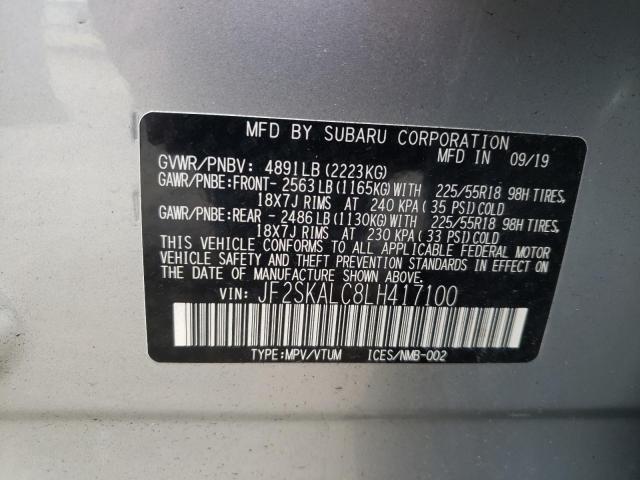 MFD BY SUBARU CORPORATION
MFD IN 09/19
GVWR/PNBV: 4891LB(2223KG)
GAWR/PNBE:FRONT- 2563LB(1165KG)WITH 225/55R18 98H TIRES,
18X7J RIMS AT 240 KPA(35 PSI)COLD
GAWR/PNBE:REAR - 2486LB(1130KG)WITH 225/55R18 98H TIRES,
18X7J RIMS AT 230 KPA(33 PSI)COLD
THIS VEHICLE CONFORMS TO ALL APPLICABLE FEDERAL MOTOR
VEHICLE SAFETY AND THEFT PREVENTION STANDARDS IN EFFECT
ON THE DATE OF MANUFACTURE SHOWN ABOVE.
VIN: JF2SKALC8LH417100
TYPE:MPV/VTUM ICES/NMB-002